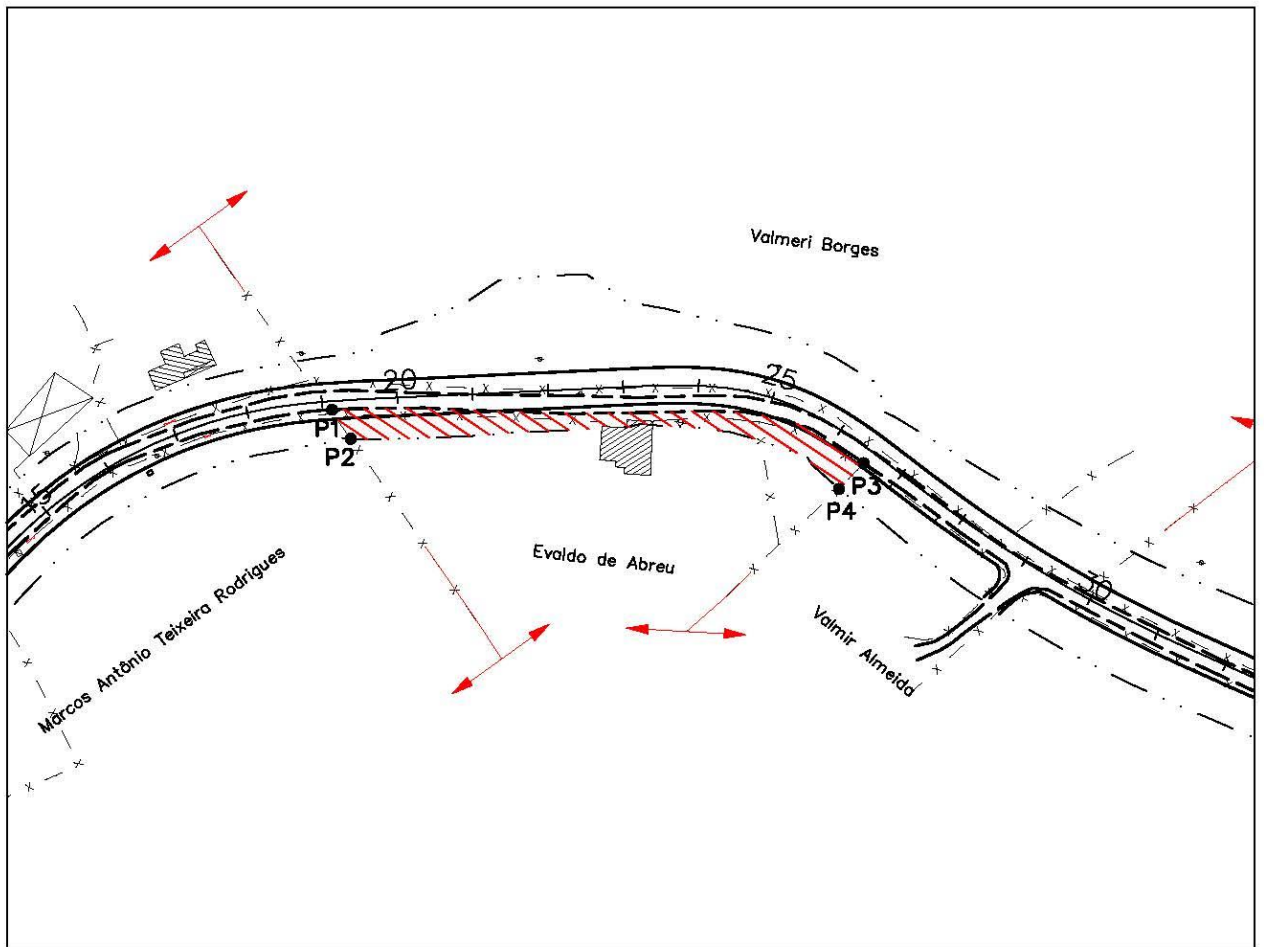 Valmeri Borges
20
25
P1
P2
P3
P4
15
Evaldo de Abreu
30
Marcos Antônio Teixeira Rodrigues
Valmir Almeida